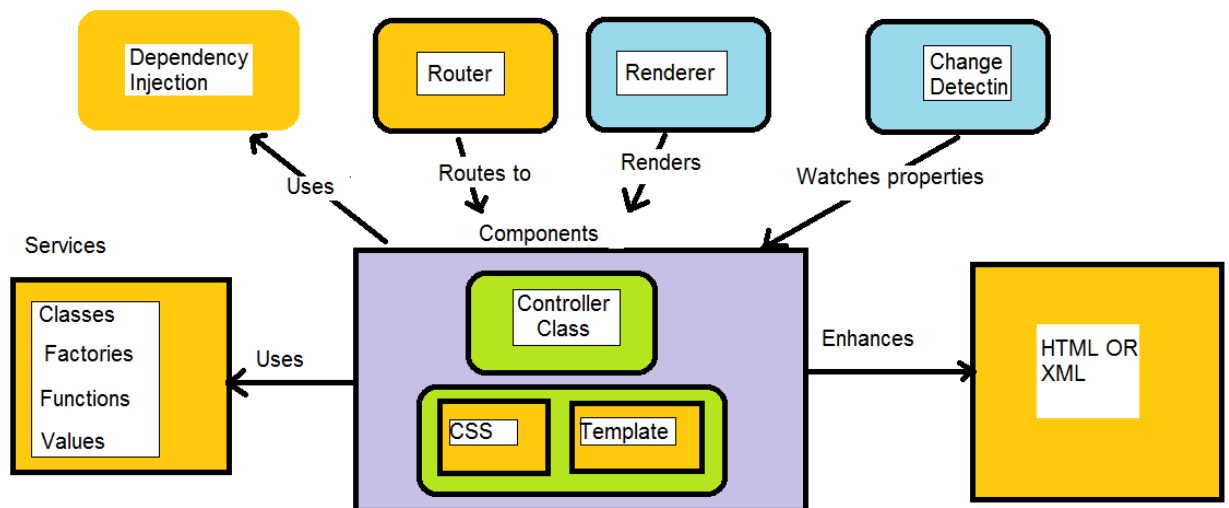 Dependency
Injection
Router
Renderer
Change
Detectin
Uses
Routes to
Renders
Watches properties
Services
Components
Classes
Factories
Functions
Values
Uses
Controller
Class
CSS
Template
Enhances
HTML OR
XML